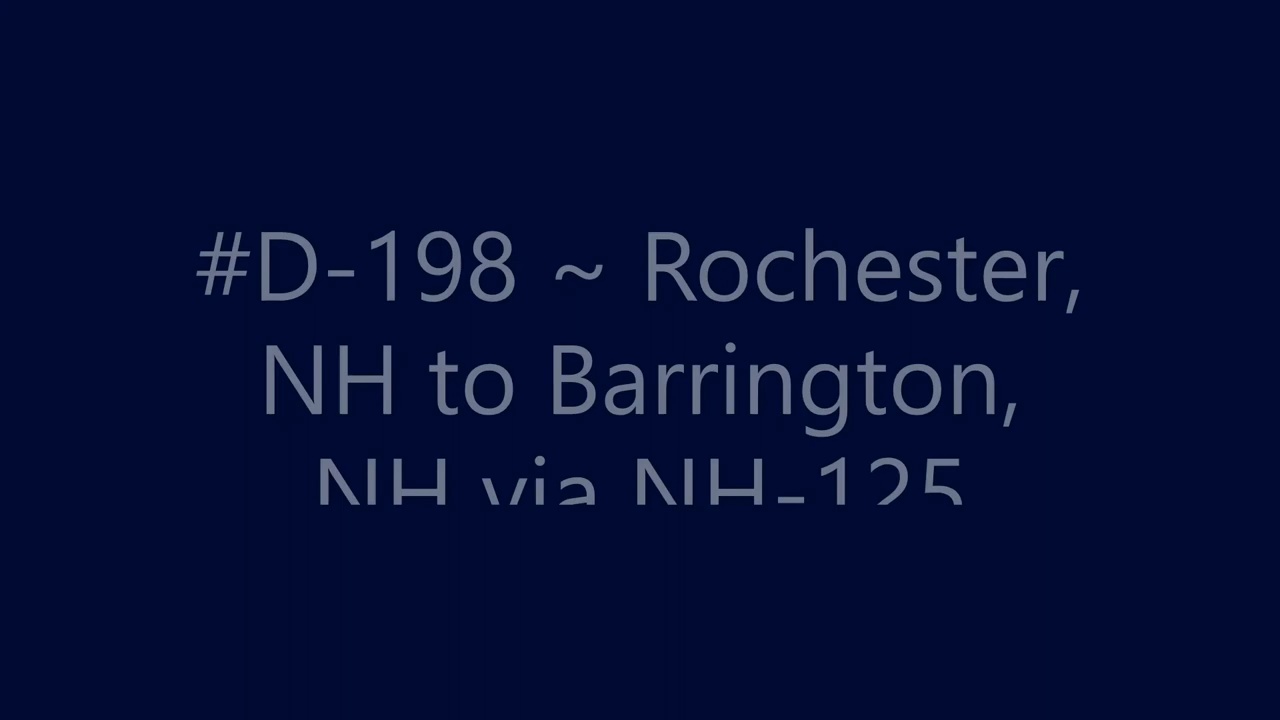 #D-198 ~ Rochester,
NH to Barrington,
NH via NH-125